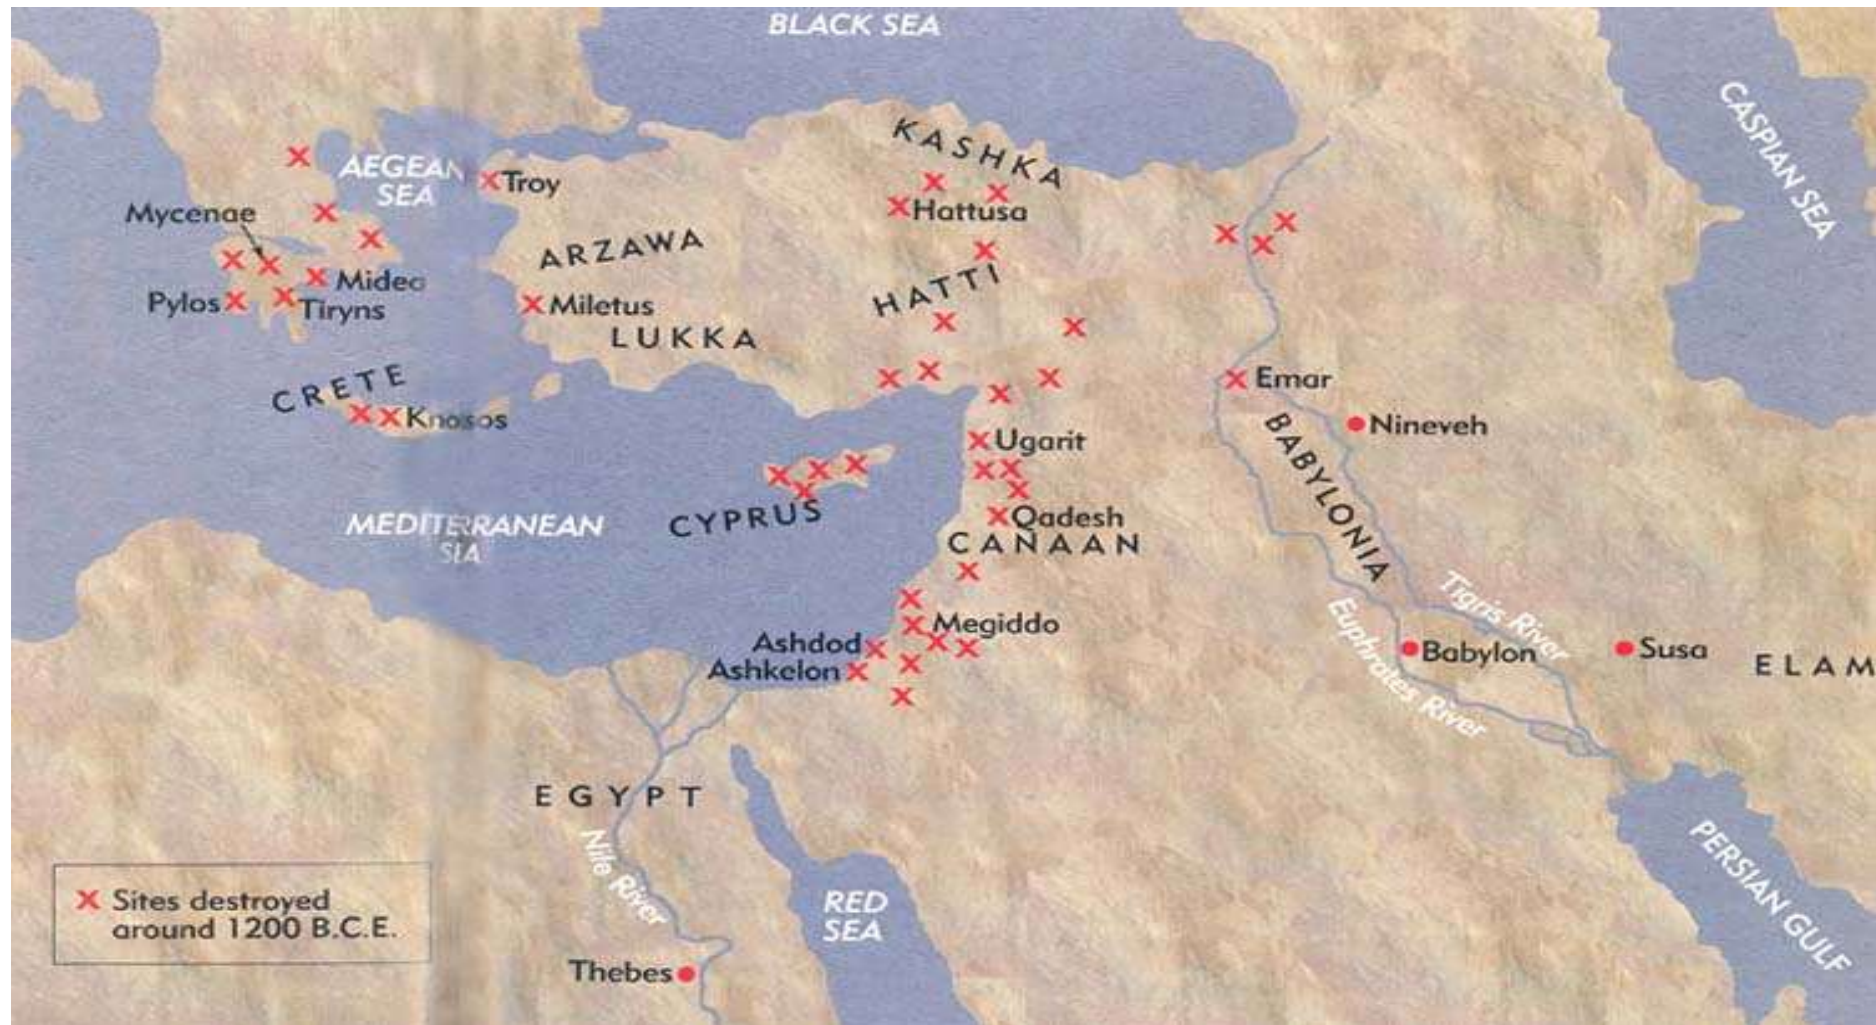 BLACK SEA
CASPIAN SEA
KASHKA
AEGEAN
SEA
Troy
Mycenae
Hattusa
ARZAWA
Midea
HATTI
Pylos
Tiryns
Miletus
LUKKA
CRETE
Emar
Knossos
Nineveh
BABYLONIA
Ugarit
MEDITERRANEAN
SEA
CYPRUS
Qadesh
CANAAN
Tigris River
Euphrates River
Megiddo
Ashdod
Ashkelon
Babylon
Susa
ELAM
EGYPT
Nile River
PERSIAN GULF
RED
SEA
Sites destroyed
around 1200 B.C.E.
Thebes